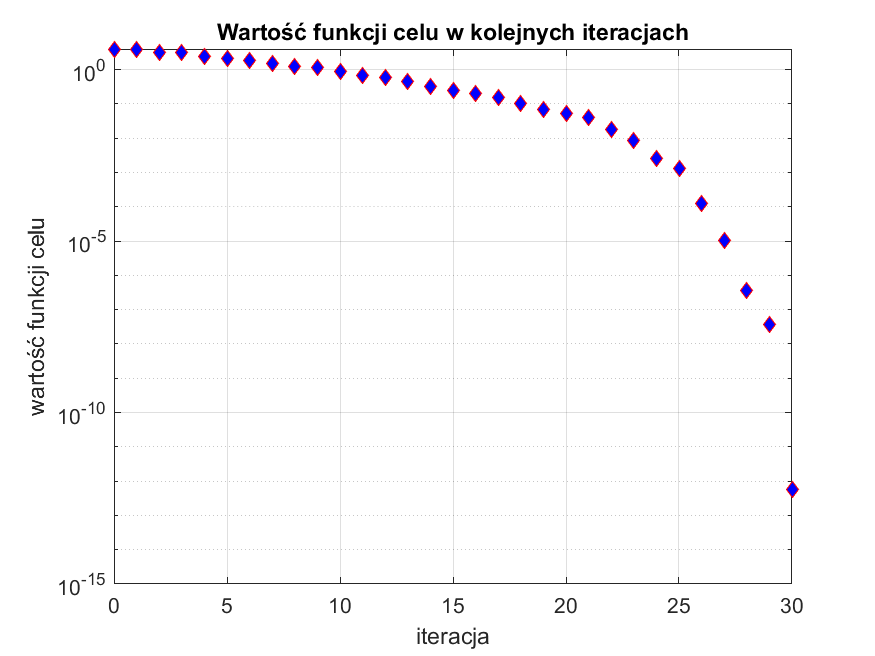 Wartość funkcji celu w kolejnych iteracjach
wartość funkcji celu
10^0
10^-5
10^-10
10^-15
0 5 10 15 20 25 30
iteracja